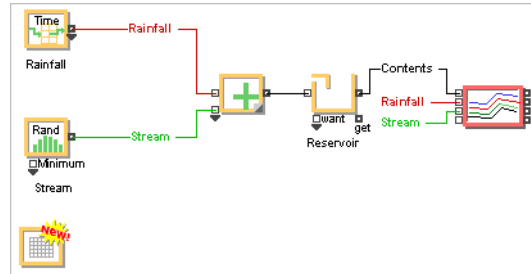 Time
Rainfall
Rainfall
Rand
Minimum
Stream
Stream
want
get
Reservoir
Contents
Rainfall
Stream
New!